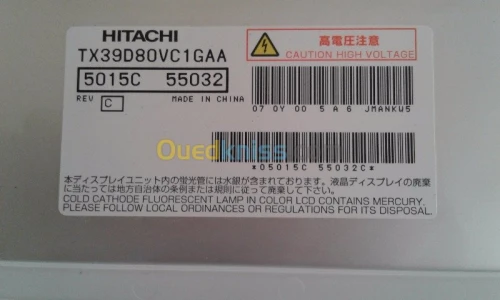 HITACHI
TX39D80VC1GAA
5015C 55032
REV C MADE IN CHINA
高電圧注意
CAUTION HIGH VOLTAGE
07 0Y 00 5 A 6 JMANKW5
Ouedkniss.com
*05015C 55032C*
本ディスプレイユニット内の蛍光管には水銀が含まれております。液晶ディスプレイの廃棄
に当たっては地方自治体の条例または規則に従って廃棄して下さい。
COLD CATHODE FLUORESCENT LAMP IN COLOR LCD CONTAINS MERCURY.
PLEASE FOLLOW LOCAL ORDINANCES OR REGULATIONS FOR ITS DISPOSAL.